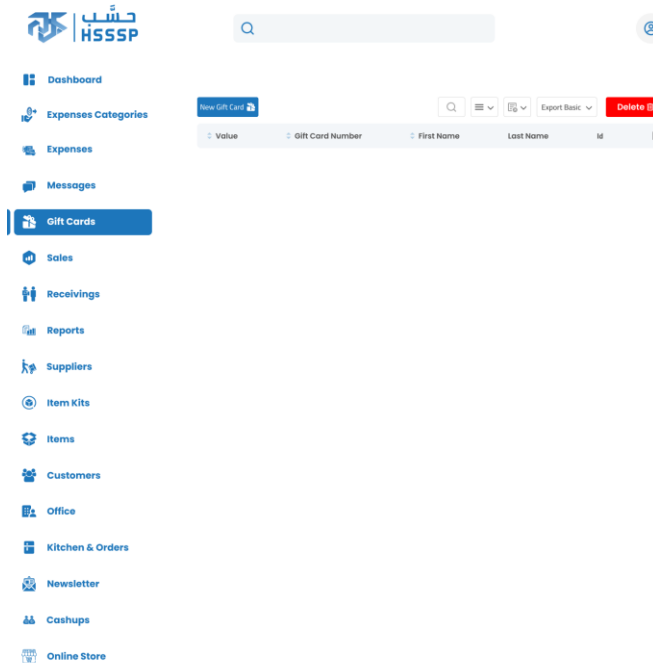 حسَّب
HSSSP
Dashboard
Expenses Categories
Expenses
Messages
Gift Cards
Sales
Receivings
Reports
Suppliers
Item Kits
Items
Customers
Office
Kitchen & Orders
Newsletter
Cashups
Online Store
New Gift Card
Export Basic
Delete
Value Gift Card Number First Name Last Name Id